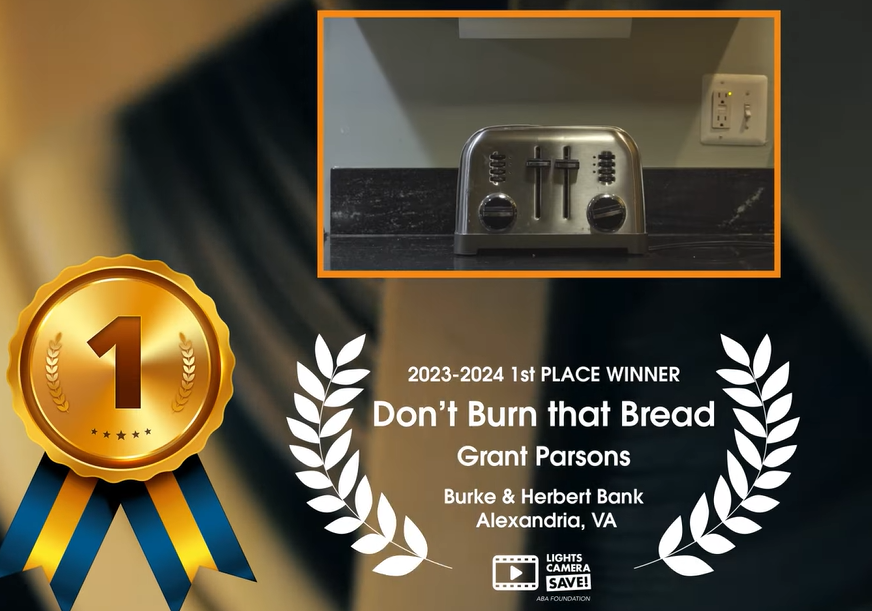 1
2023-2024 1st PLACE WINNER
Don't Burn that Bread
Grant Parsons
Burke & Herbert Bank
Alexandria, VA
LIGHTS
CAMERA
SAVE!
ABA FOUNDATION